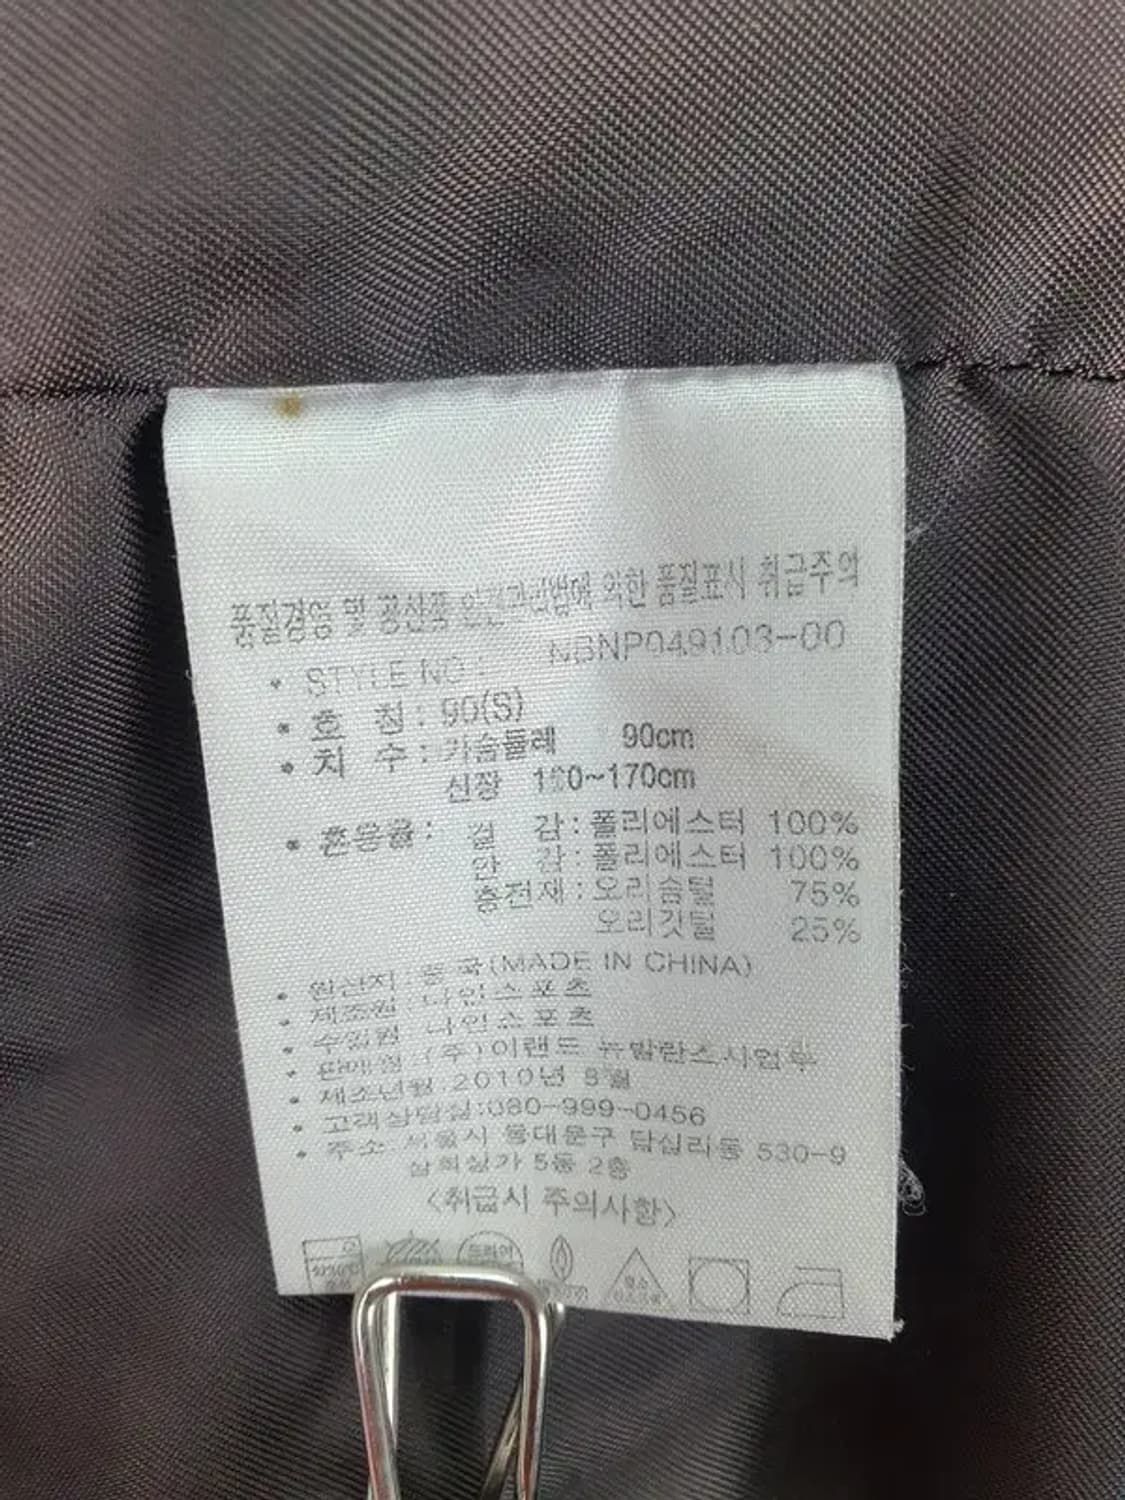 품질경영 및 공산품 안전관리법에 의한 품질표시 취급주의
• STYLE NO : NBNP049103-00
• 호 칭 : 90(S)
• 치 수 : 가슴둘레 90cm
신장 160~170cm
• 혼용율 : 겉 감 : 폴리에스터 100%
안 감 : 폴리에스터 100%
충전재 : 오리솜털 75%
오리깃털 25%
• 원산지 : 중국(MADE IN CHINA)
• 제조원 : 나인스포츠
• 수입원 나인스포츠
• 판매원 : (주)이랜드 뉴발란스사업부
• 제조년월 : 2010년
• 고객상담실:080-999-0456
• 주소 서울시 동대문구 답십리동 530-9
삼희상가 5동 2층
<취급시 주의사항>
드라이
염소